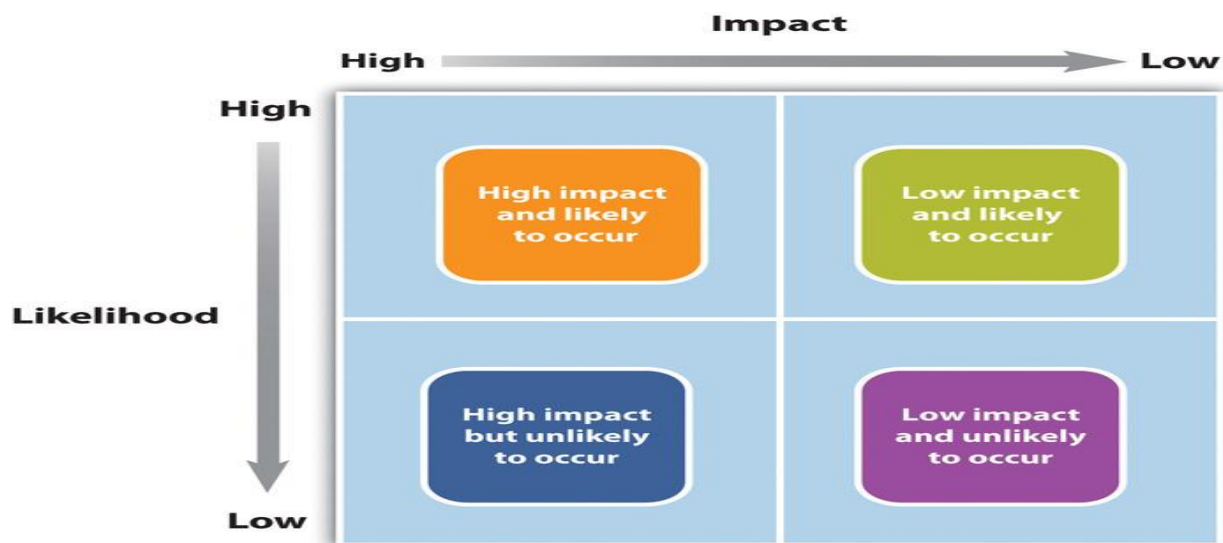 Impact
High
Low
High
High impact
and likely
to occur
Low impact
and likely
to occur
Likelihood
High impact
but unlikely
to occur
Low impact
and unlikely
to occur
Low